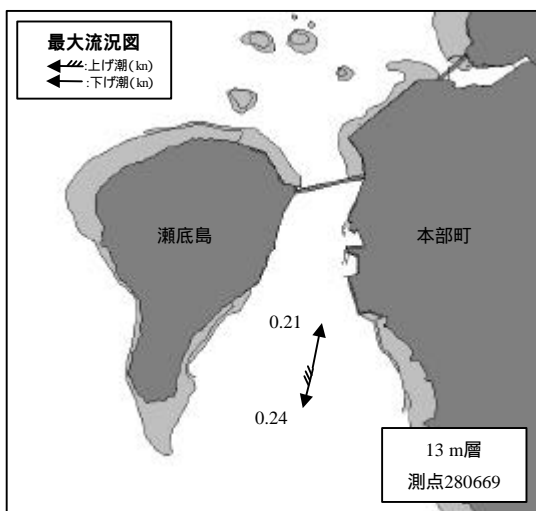 最大流況図
:上げ潮(kn)
:下げ潮(kn)
瀬底島
本部町
0.21
0.24
13 m層
測点280669